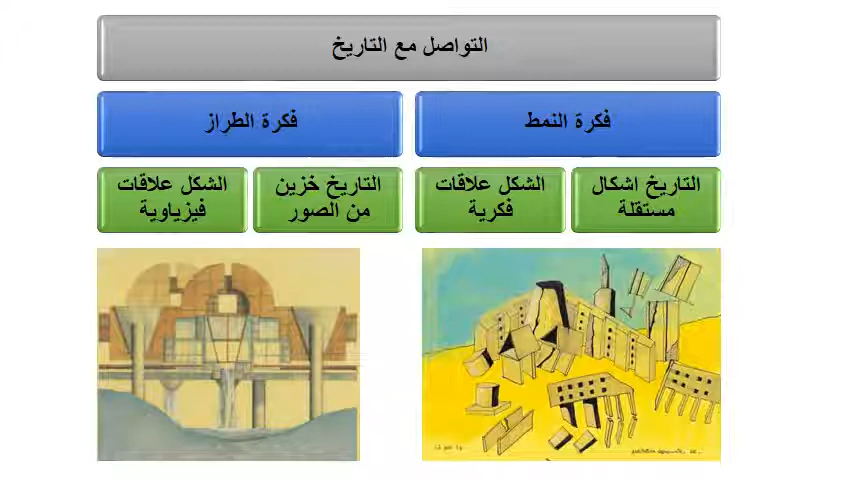 التواصل مع التاريخ
فكرة النمط
فكرة الطراز
التاريخ اشكال
مستقلة
الشكل علاقات
فكرية
التاريخ خزين
من الصور
الشكل علاقات
فيزياوية